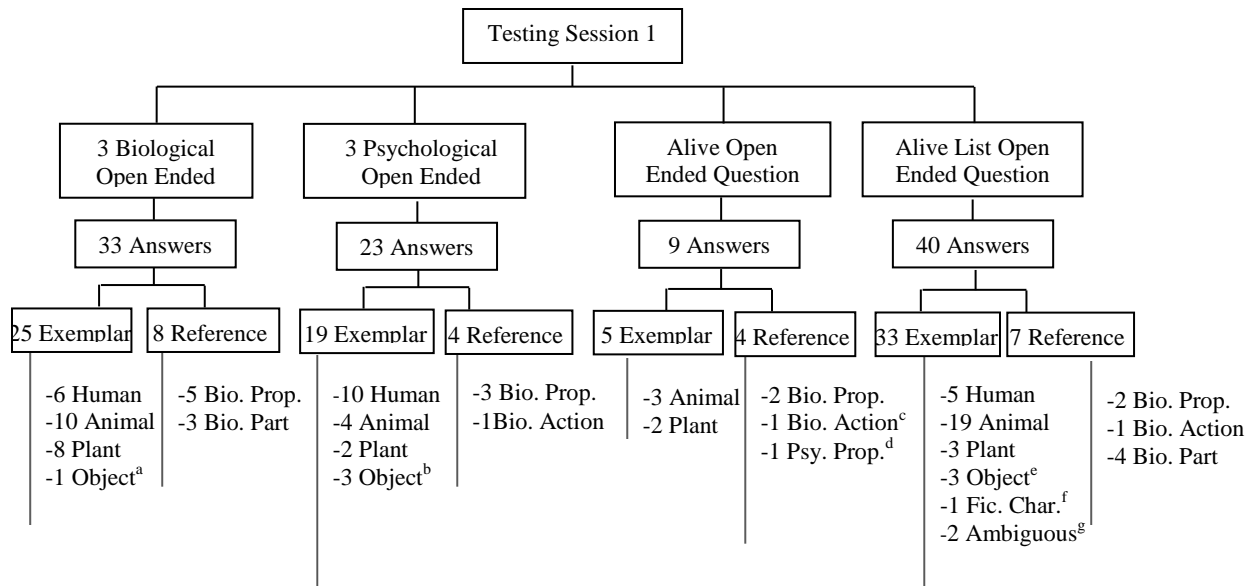 Testing Session 1
3 Biological
Open Ended
3 Psychological
Open Ended
Alive Open
Ended Question
Alive List Open
Ended Question
33 Answers
23 Answers
9 Answers
40 Answers
25 Exemplar
8 Reference
19 Exemplar
4 Reference
5 Exemplar
4 Reference
33 Exemplar
7 Reference
-6 Human
-10 Animal
-8 Plant
-1 Objectᵃ
-5 Bio. Prop.
-3 Bio. Part
-10 Human
-4 Animal
-2 Plant
-3 Objectᵇ
-3 Bio. Prop.
-1Bio. Action
-3 Animal
-2 Plant
-2 Bio. Prop.
-1 Bio. Actionᶜ
-1 Psy. Prop.ᵈ
-5 Human
-19 Animal
-3 Plant
-3 Objectᵉ
-1 Fic. Char.ᶠ
-2 Ambiguousᵍ
-2 Bio. Prop.
-1 Bio. Action
-4 Bio. Part